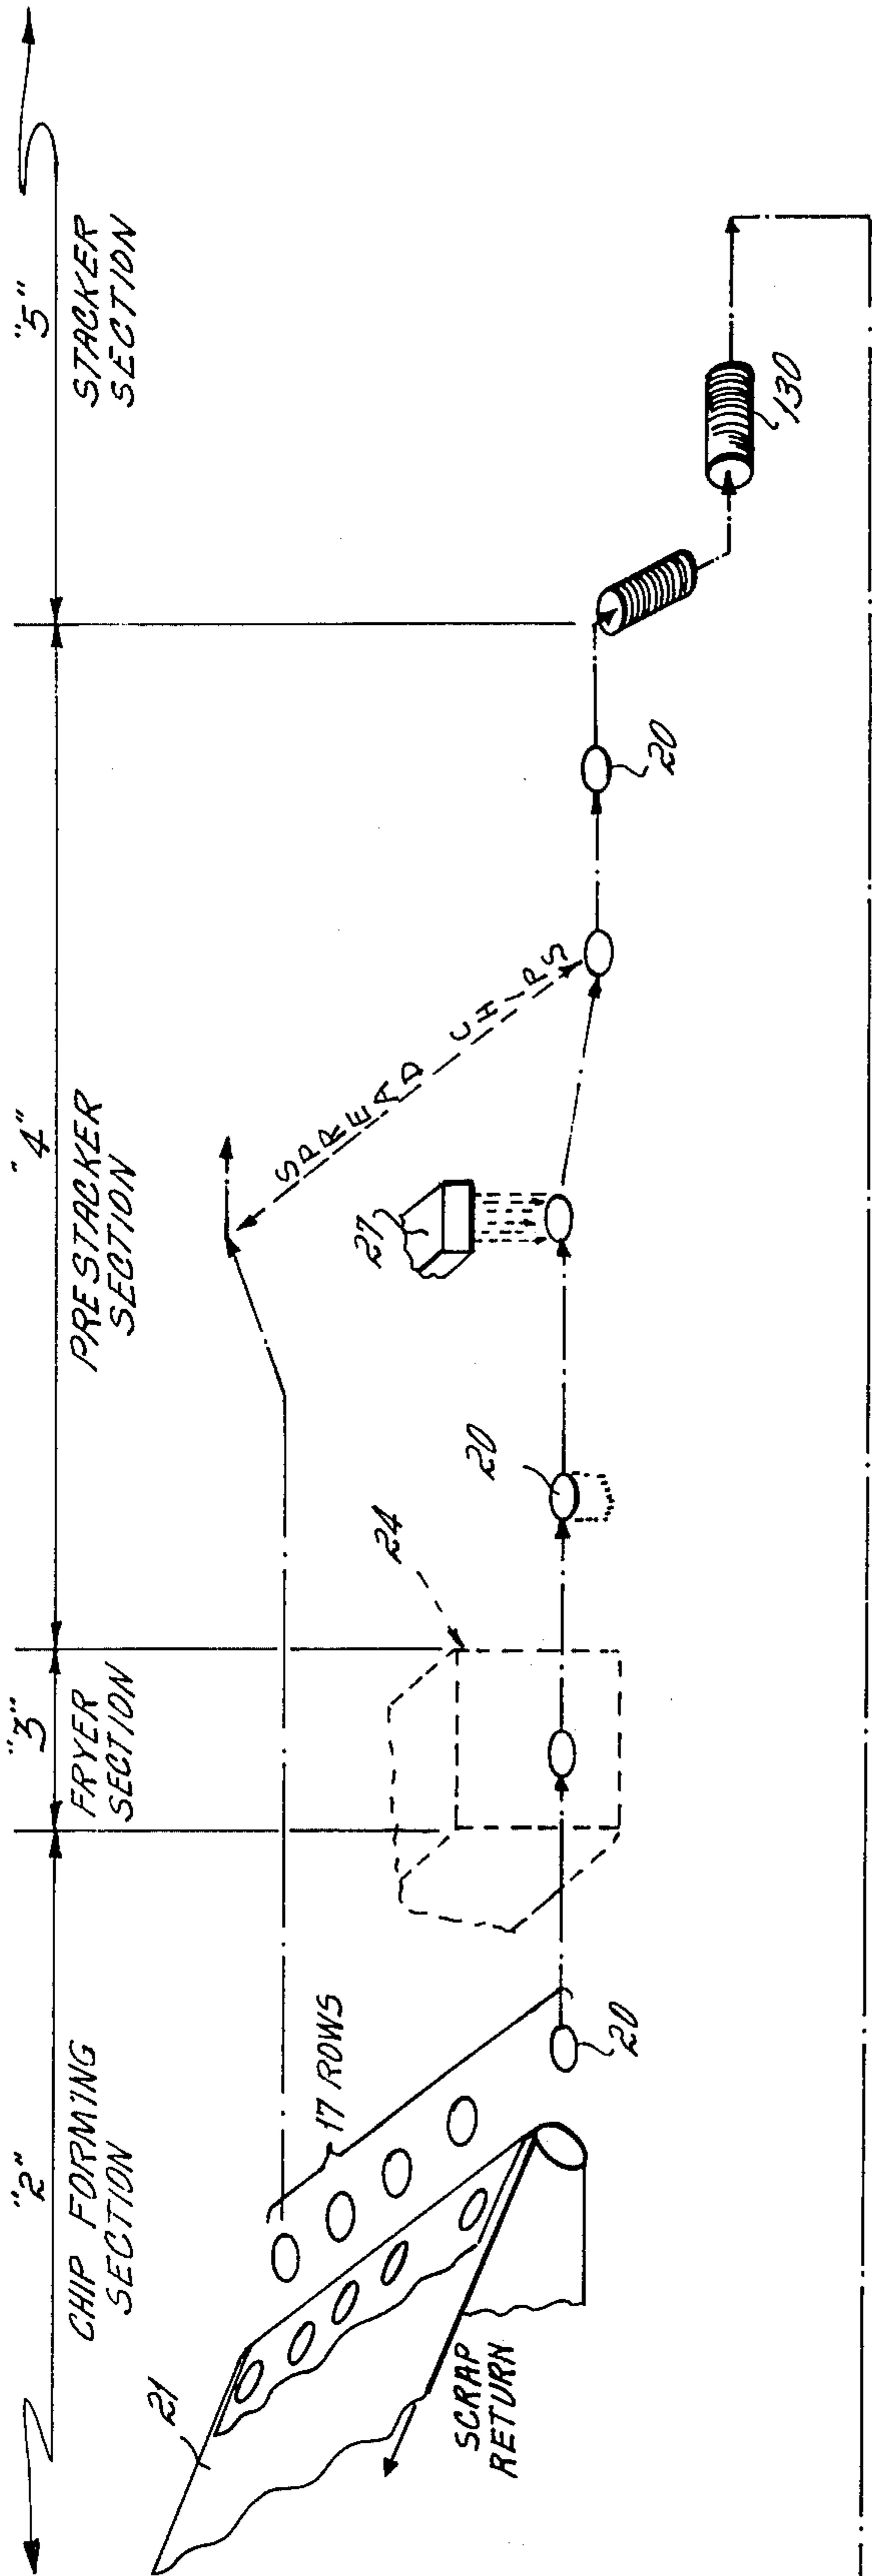 "2"
CHIP FORMING
SECTION
"3"
FRYER
SECTION
"4"
PRESTACKER
SECTION
"5"
STACKER
SECTION
21
17 ROWS
SCRAP
RETURN
20
24
20
27
SPREAD CHIPS
20
130